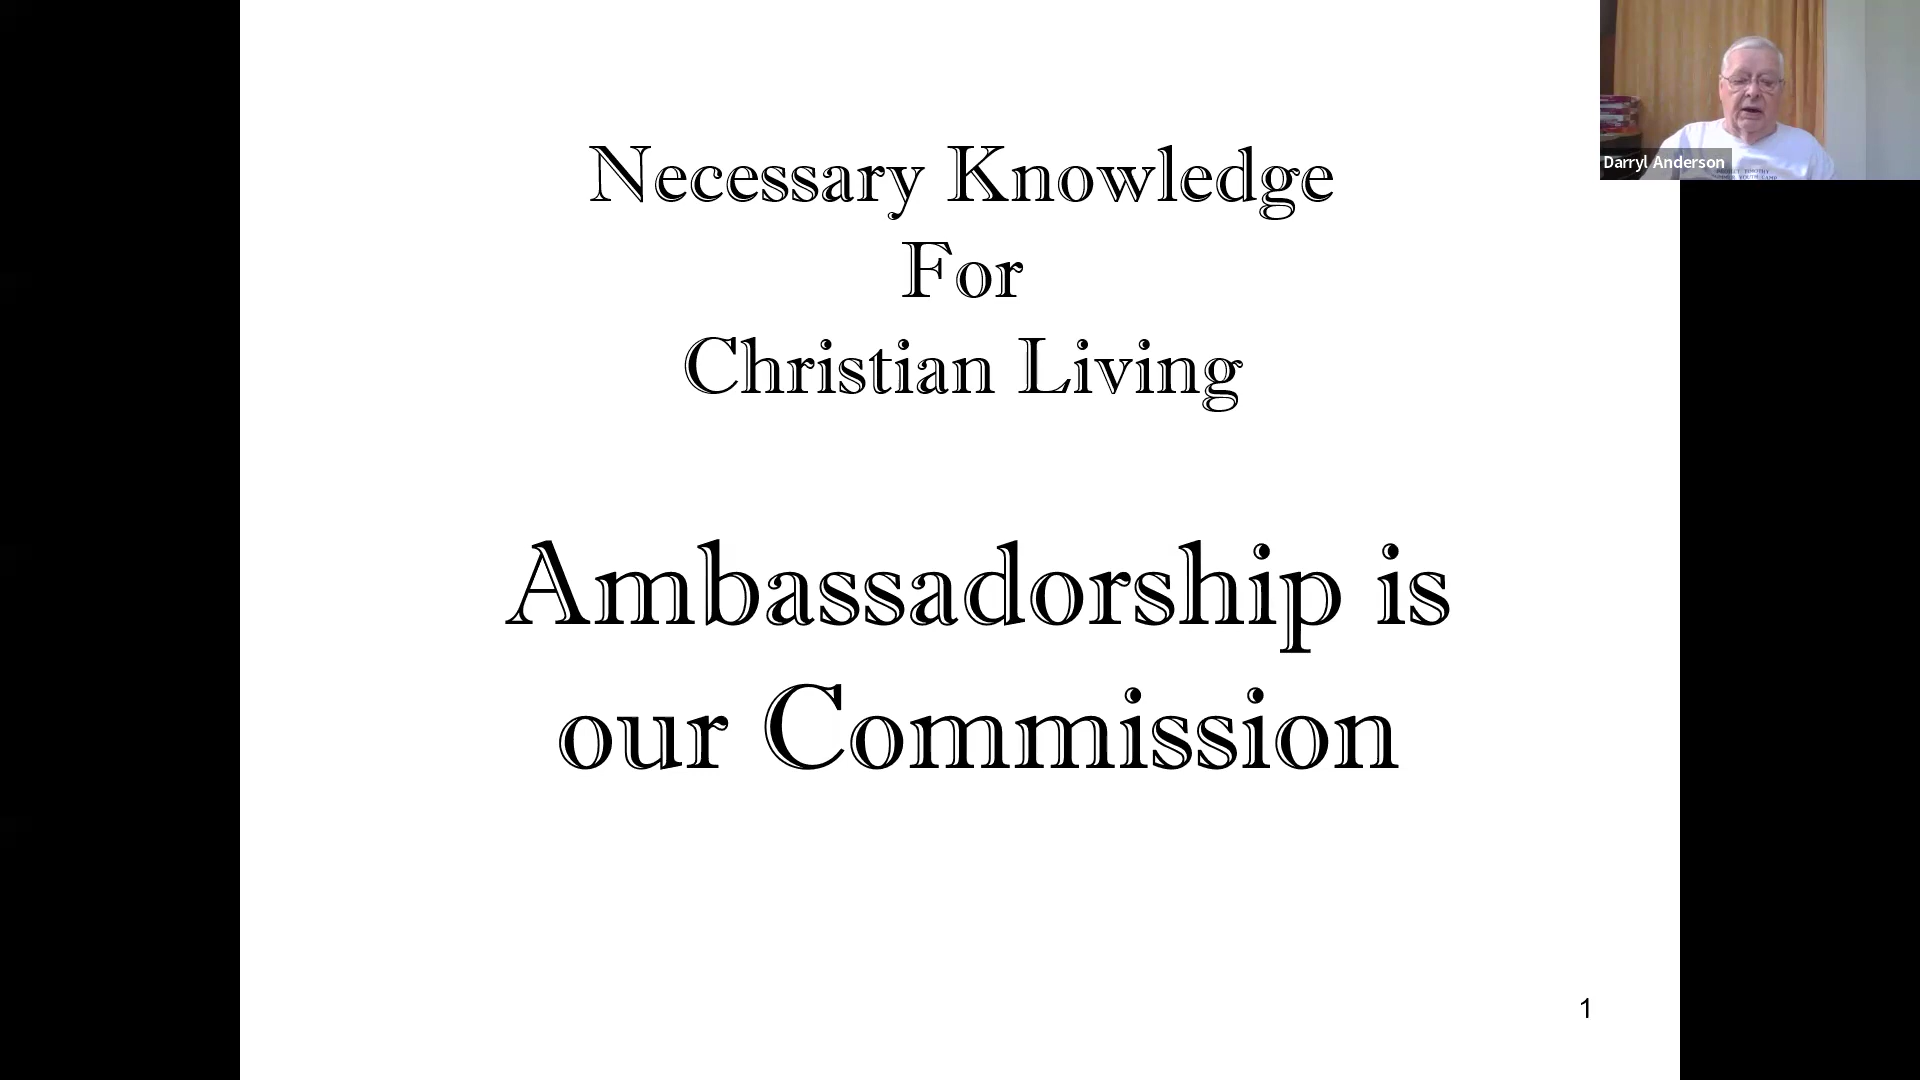 Necessary Knowledge
For
Christian Living
Ambassadorship is
our Commission
1
Darryl Anderson